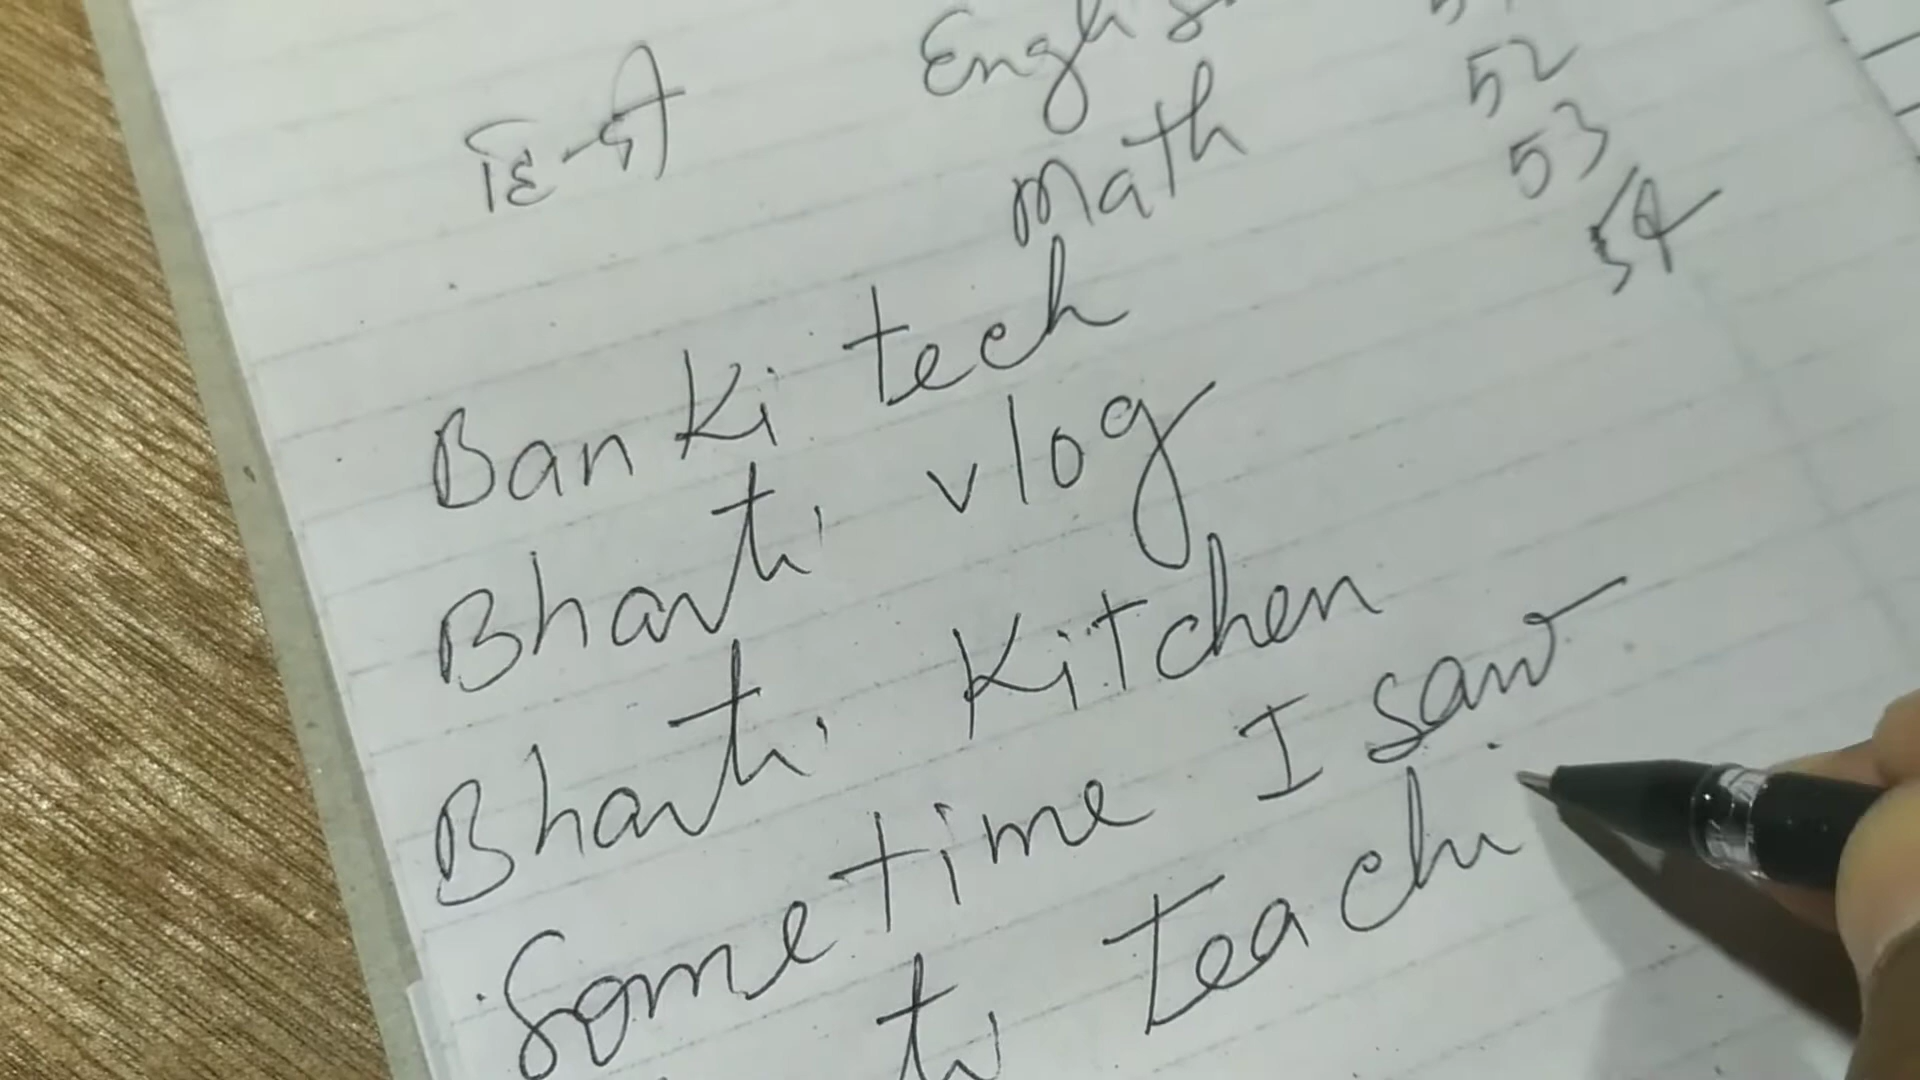 हिन्दी
English
Math
52
53
54
Banki tech
Bharti vlog
Bharti Kitchen
Sometime I saw
teachi